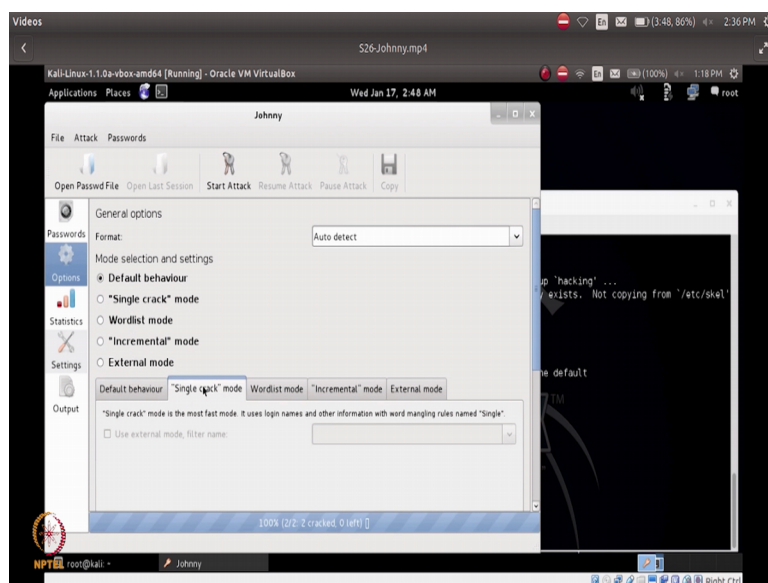 Videos
En (3:48, 86%) 2:36 PM
S26-Johnny.mp4
Kali-Linux-1.1.0a-vbox-amd64 [Running] - Oracle VM VirtualBox
En (100%) 1:18 PM
Applications Places Wed Jan 17, 2:48 AM root
Johnny
File Attack Passwords
Open Passwd File Open Last Session Start Attack Resume Attack Pause Attack Copy
Passwords
Options
Statistics
Settings
Output
General options
Format: Auto detect
Mode selection and settings
Default behaviour
"Single crack" mode
Wordlist mode
"Incremental" mode
External mode
Default behaviour "Single crack" mode Wordlist mode "Incremental" mode External mode
"Single crack" mode is the most fast mode. It uses login names and other information with word mangling rules named "Single".
Use external mode, filter name:
100% (2/2: 2 cracked, 0 left) []
up `hacking' ...
exists. Not copying from `/etc/skel'
default
TM
NPTEL
root@kali: ~ Johnny
Right Ctrl